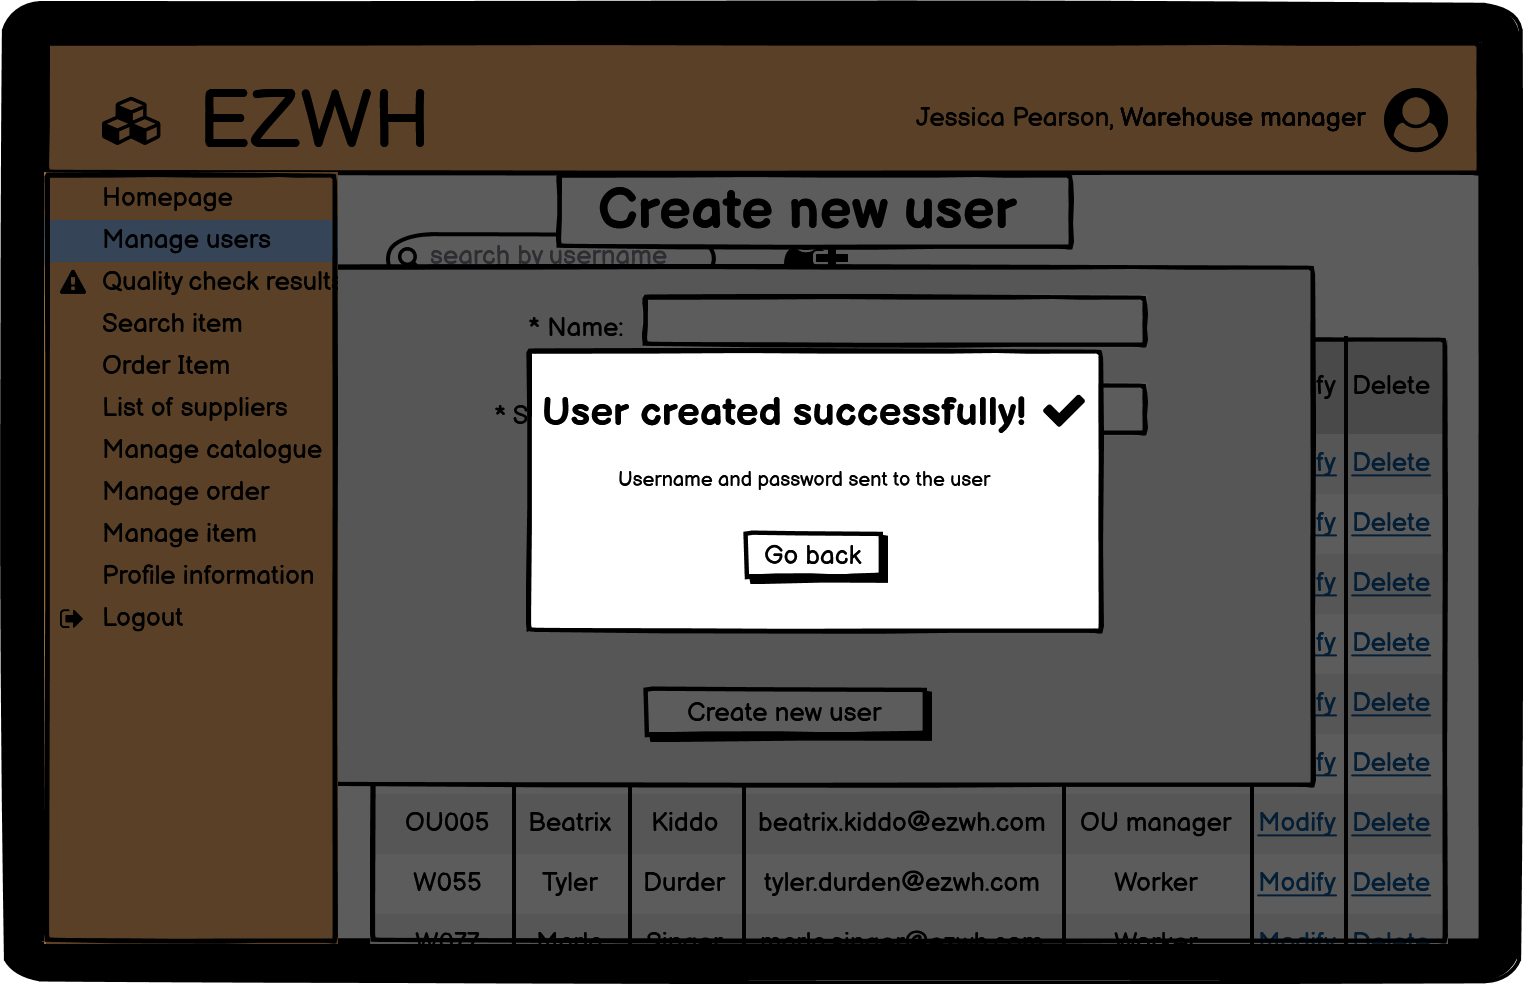 EZWH
Jessica Pearson, Warehouse manager
Homepage
Manage users
Quality check result
Search item
Order Item
List of suppliers
Manage catalogue
Manage order
Manage item
Profile information
Logout
Create new user
search by username
* Name:
* S
User created successfully! ✔
Username and password sent to the user
Go back
Create new user
fy Delete
fy Delete
fy Delete
fy Delete
fy Delete
fy Delete
fy Delete
OU005 Beatrix Kiddo beatrix.kiddo@ezwh.com OU manager Modify Delete
W055 Tyler Durder tyler.durden@ezwh.com Worker Modify Delete
W077 Marla Singer marla.singer@ezwh.com Worker Modify Delete